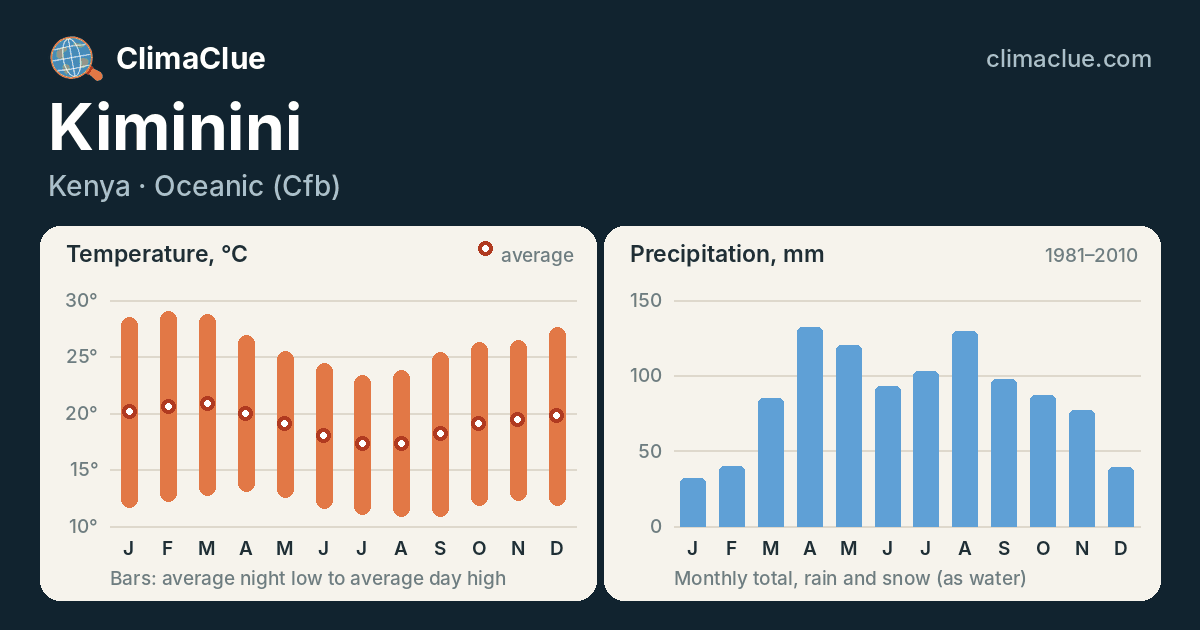 ClimaClue
climaclue.com
Kiminini
Kenya · Oceanic (Cfb)
Temperature, °C
average
30°
25°
20°
15°
10°
J F M A M J J A S O N D
Bars: average night low to average day high
Precipitation, mm
1981–2010
150
100
50
0
J F M A M J J A S O N D
Monthly total, rain and snow (as water)